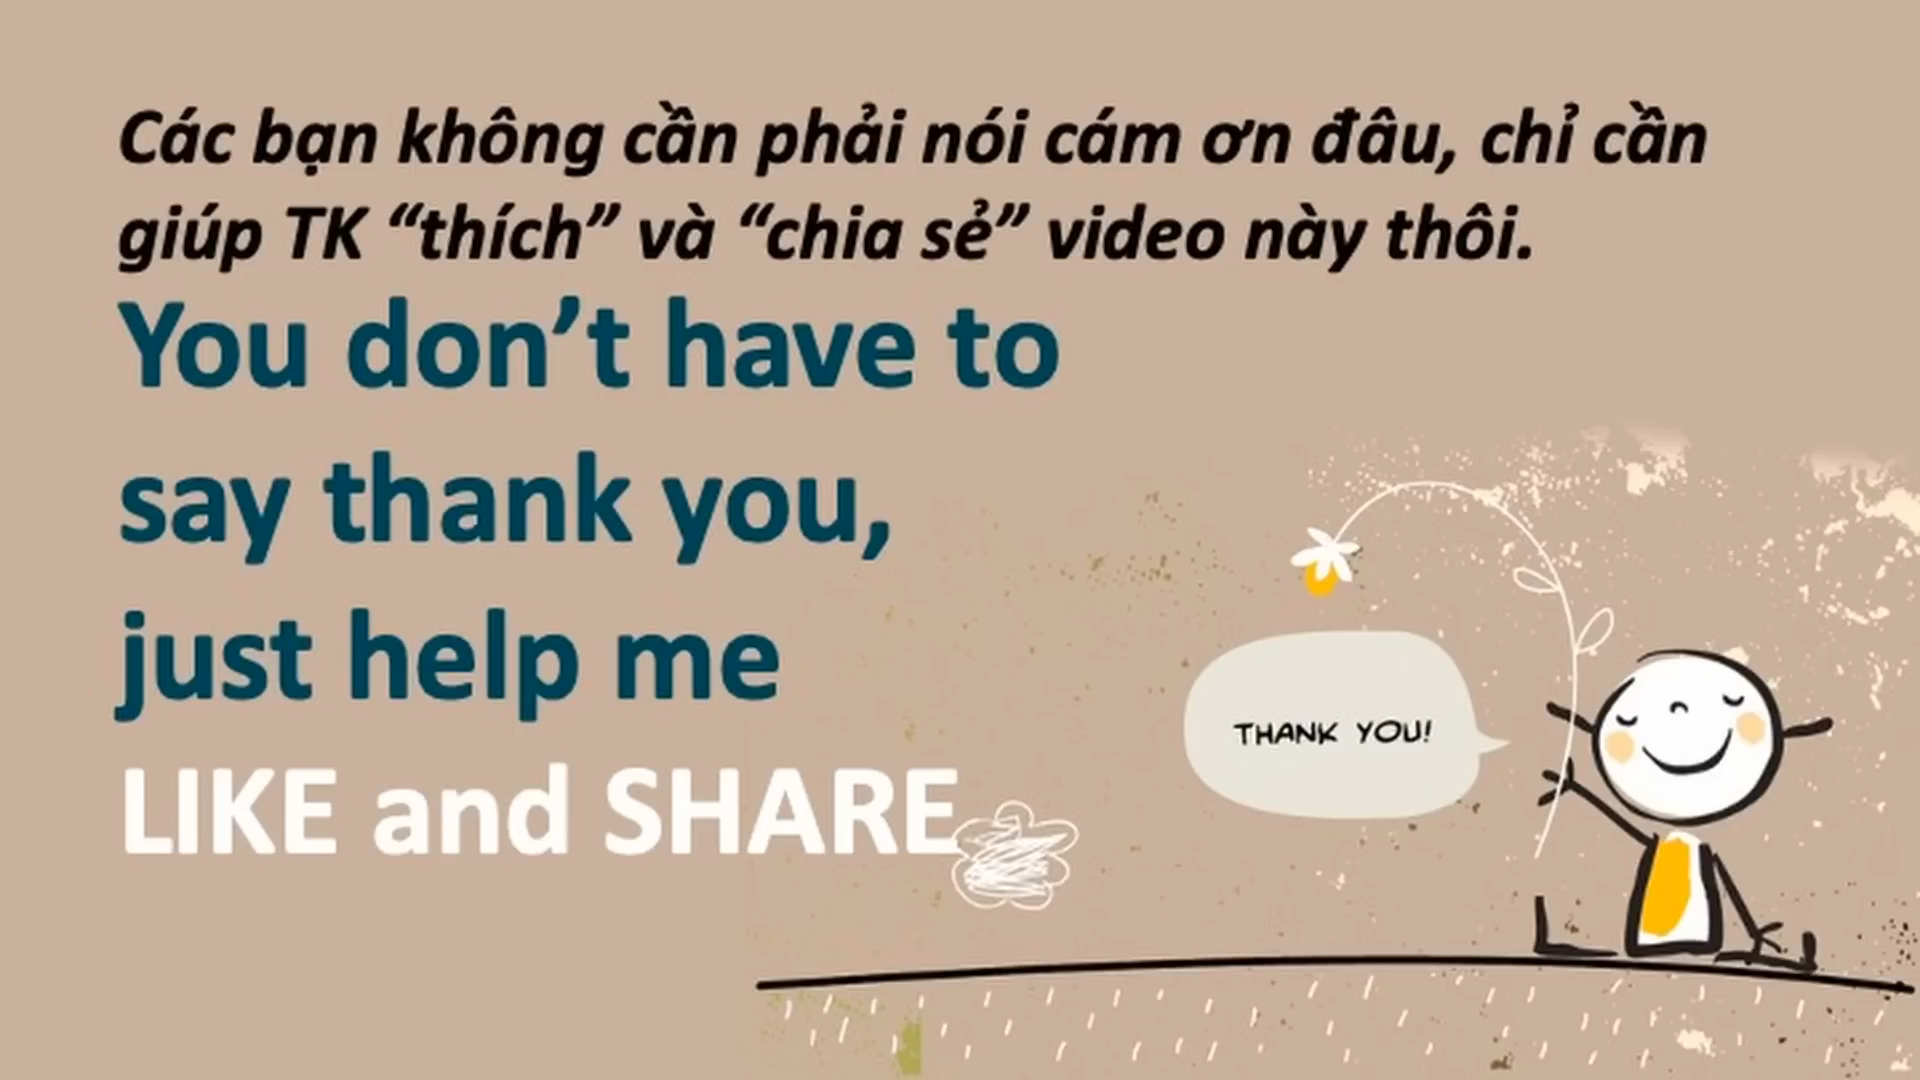 Các bạn không cần phải nói cám ơn đâu, chỉ cần
giúp TK “thích” và “chia sẻ” video này thôi.
You don’t have to
say thank you,
just help me
LIKE and SHARE
THANK YOU!